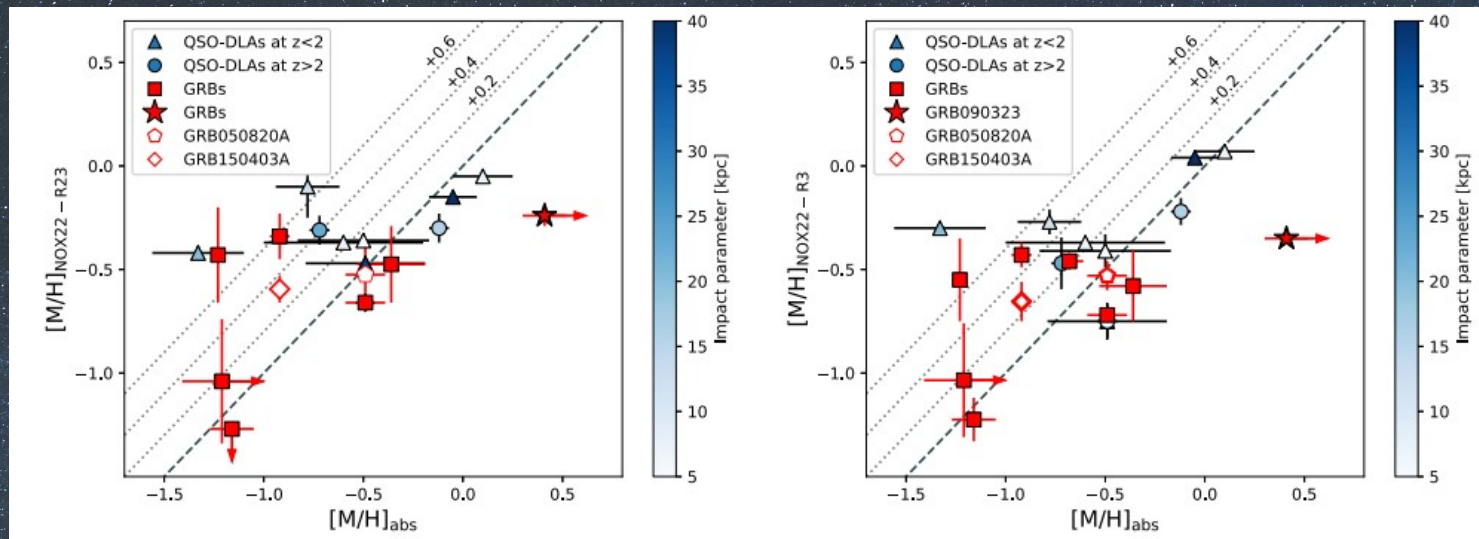 QSO-DLAs at z<2
QSO-DLAs at z>2
GRBs
GRBs
GRB050820A
GRB150403A
+0.6
+0.4
+0.2
0.5
0.0
−0.5
−1.0
[M/H]NOX22 − R23
−1.5
−1.0
−0.5
0.0
0.5
[M/H]abs
40
35
30
25
20
15
10
5
Impact parameter [kpc]
QSO-DLAs at z<2
QSO-DLAs at z>2
GRBs
GRB090323
GRB050820A
GRB150403A
+0.6
+0.4
+0.2
0.5
0.0
−0.5
−1.0
[M/H]NOX22 − R3
−1.5
−1.0
−0.5
0.0
0.5
[M/H]abs
40
35
30
25
20
15
10
5
Impact parameter [kpc]